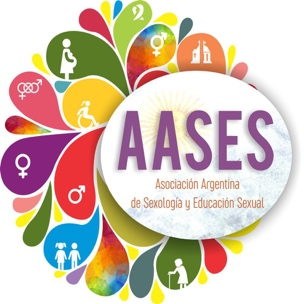 AASES
Asociación Argentina
de Sexología y Educación Sexual